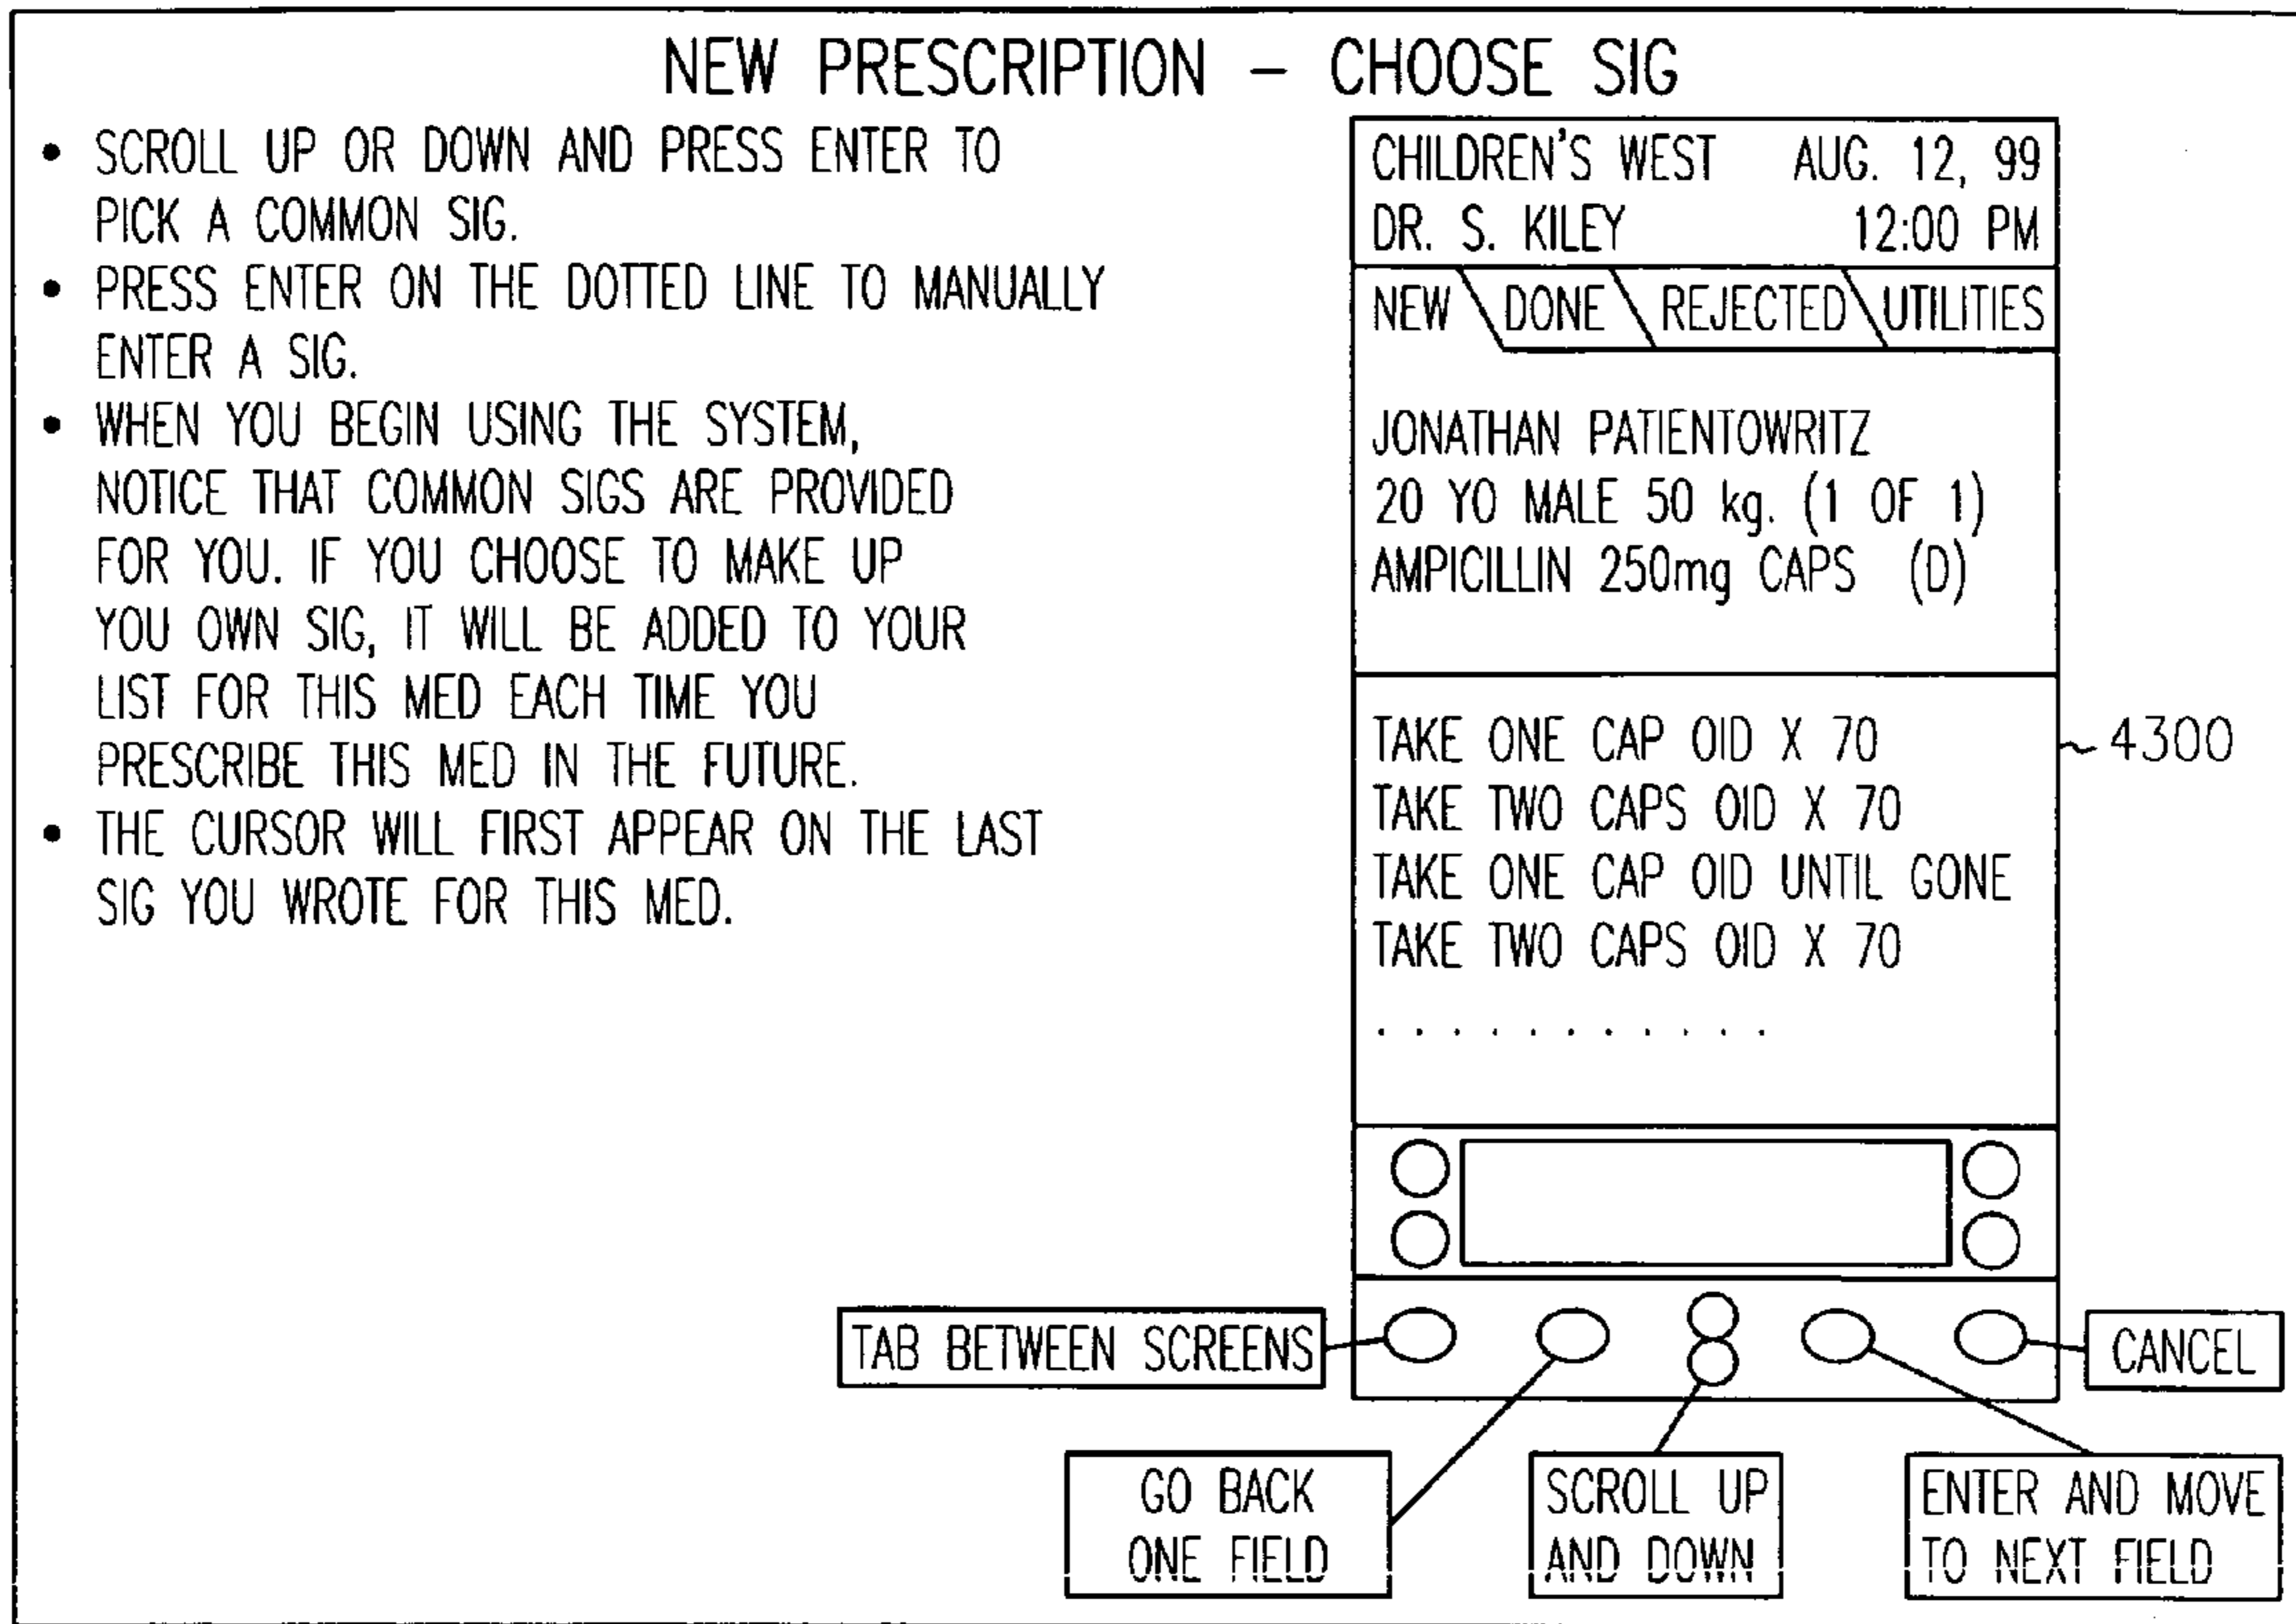 NEW PRESCRIPTION – CHOOSE SIG
• SCROLL UP OR DOWN AND PRESS ENTER TO
PICK A COMMON SIG.
• PRESS ENTER ON THE DOTTED LINE TO MANUALLY
ENTER A SIG.
• WHEN YOU BEGIN USING THE SYSTEM,
NOTICE THAT COMMON SIGS ARE PROVIDED
FOR YOU. IF YOU CHOOSE TO MAKE UP
YOU OWN SIG, IT WILL BE ADDED TO YOUR
LIST FOR THIS MED EACH TIME YOU
PRESCRIBE THIS MED IN THE FUTURE.
• THE CURSOR WILL FIRST APPEAR ON THE LAST
SIG YOU WROTE FOR THIS MED.
CHILDREN'S WEST AUG. 12, 99
DR. S. KILEY 12:00 PM
NEW DONE REJECTED UTILITIES
JONATHAN PATIENTOWRITZ
20 YO MALE 50 kg. (1 OF 1)
AMPICILLIN 250mg CAPS (D)
TAKE ONE CAP OID X 70
TAKE TWO CAPS OID X 70
TAKE ONE CAP OID UNTIL GONE
TAKE TWO CAPS OID X 70
. . . . . . . . . . .
4300
TAB BETWEEN SCREENS
CANCEL
GO BACK
ONE FIELD
SCROLL UP
AND DOWN
ENTER AND MOVE
TO NEXT FIELD